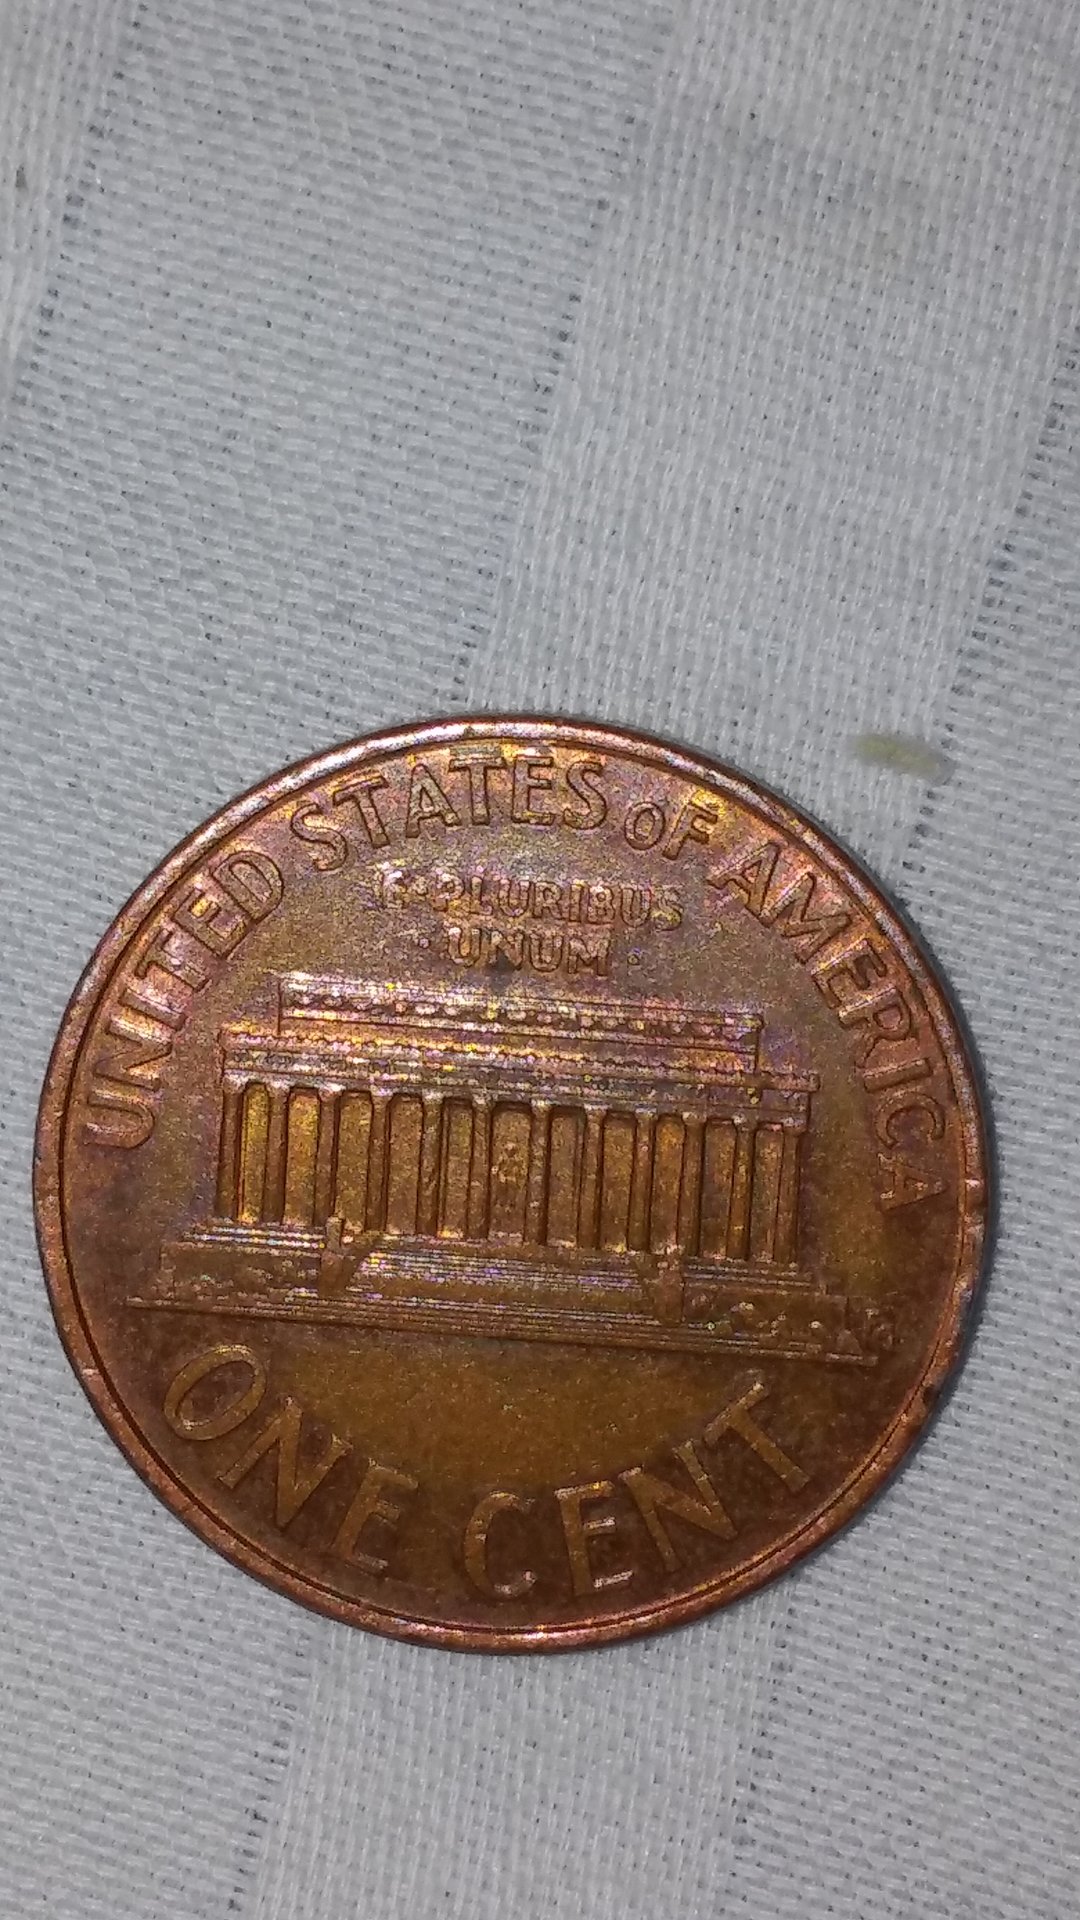 UNITED STATES OF AMERICA
E·PLURIBUS
·UNUM·
ONE CENT